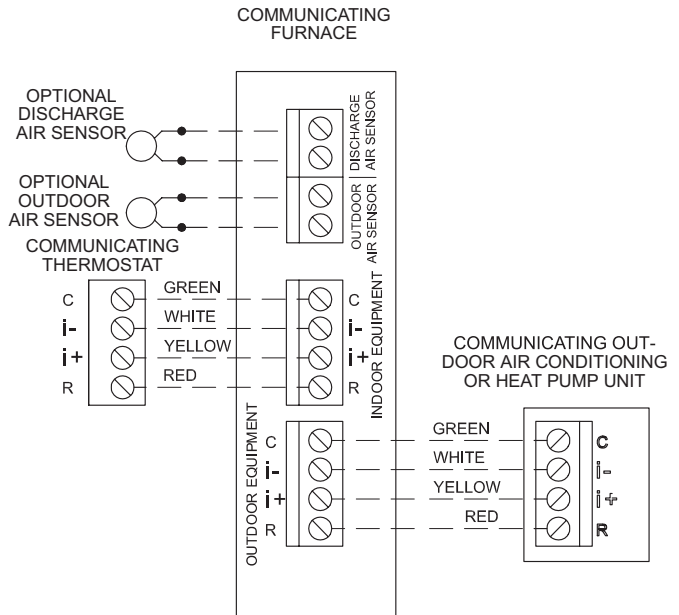 COMMUNICATING
FURNACE
OPTIONAL
DISCHARGE
AIR SENSOR
DISCHARGE
AIR SENSOR
OPTIONAL
OUTDOOR
AIR SENSOR
OUTDOOR
AIR SENSOR
COMMUNICATING
THERMOSTAT
C GREEN C
i- WHITE i-
i+ YELLOW i+
R RED R
INDOOR EQUIPMENT
COMMUNICATING OUT-
DOOR AIR CONDITIONING
OR HEAT PUMP UNIT
OUTDOOR EQUIPMENT
C GREEN C
i- WHITE i-
i+ YELLOW i+
R RED R